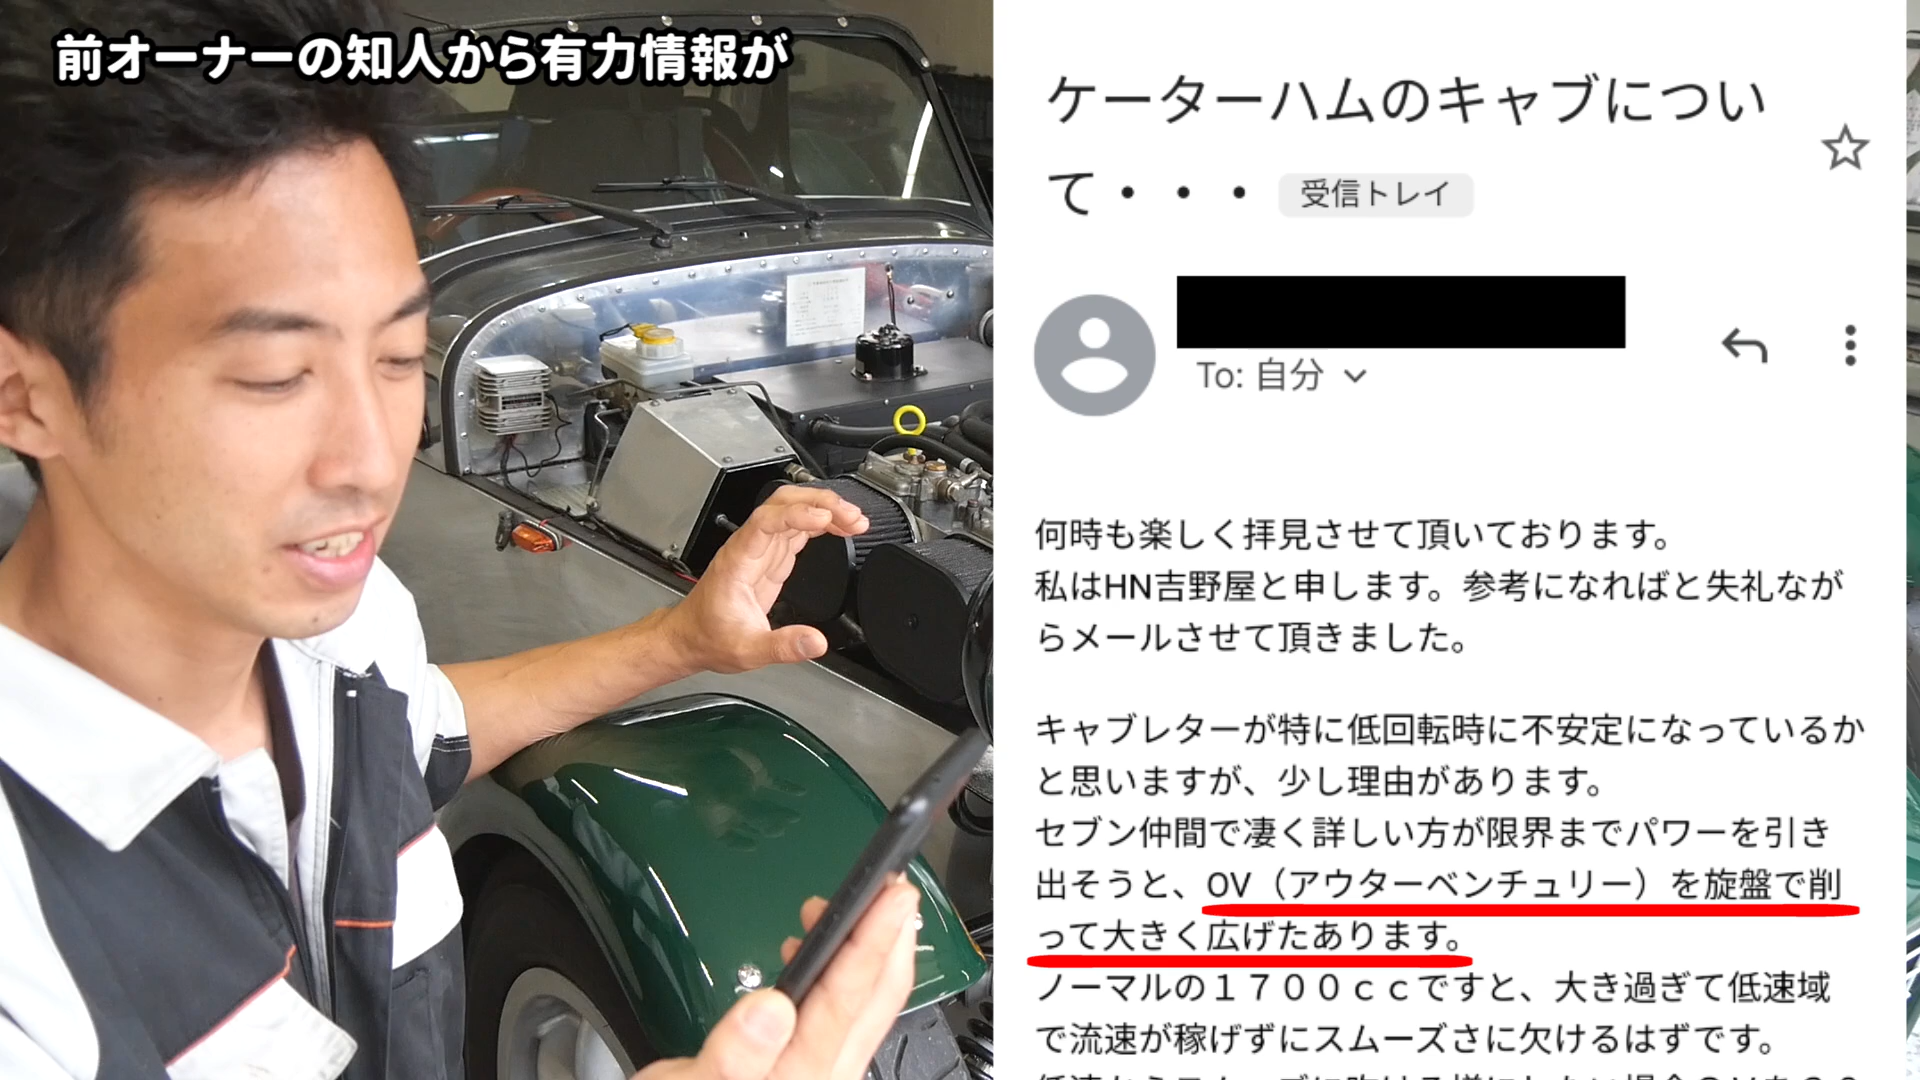 前オーナーの知人から有力情報が
ケーターハムのキャブについ
て・・・ 受信トレイ
To: 自分
何時も楽しく拝見させて頂いております。
私はHN吉野屋と申します。参考になればと失礼なが
らメールさせて頂きました。
キャブレターが特に低回転時に不安定になっているか
と思いますが、少し理由があります。
セブン仲間で凄く詳しい方が限界までパワーを引き
出そうと、OV（アウターベンチュリー）を旋盤で削
って大きく広げたあります。
ノーマルの１７００ｃｃですと、大き過ぎて低速域
で流速が稼げずにスムーズさに欠けるはずです。